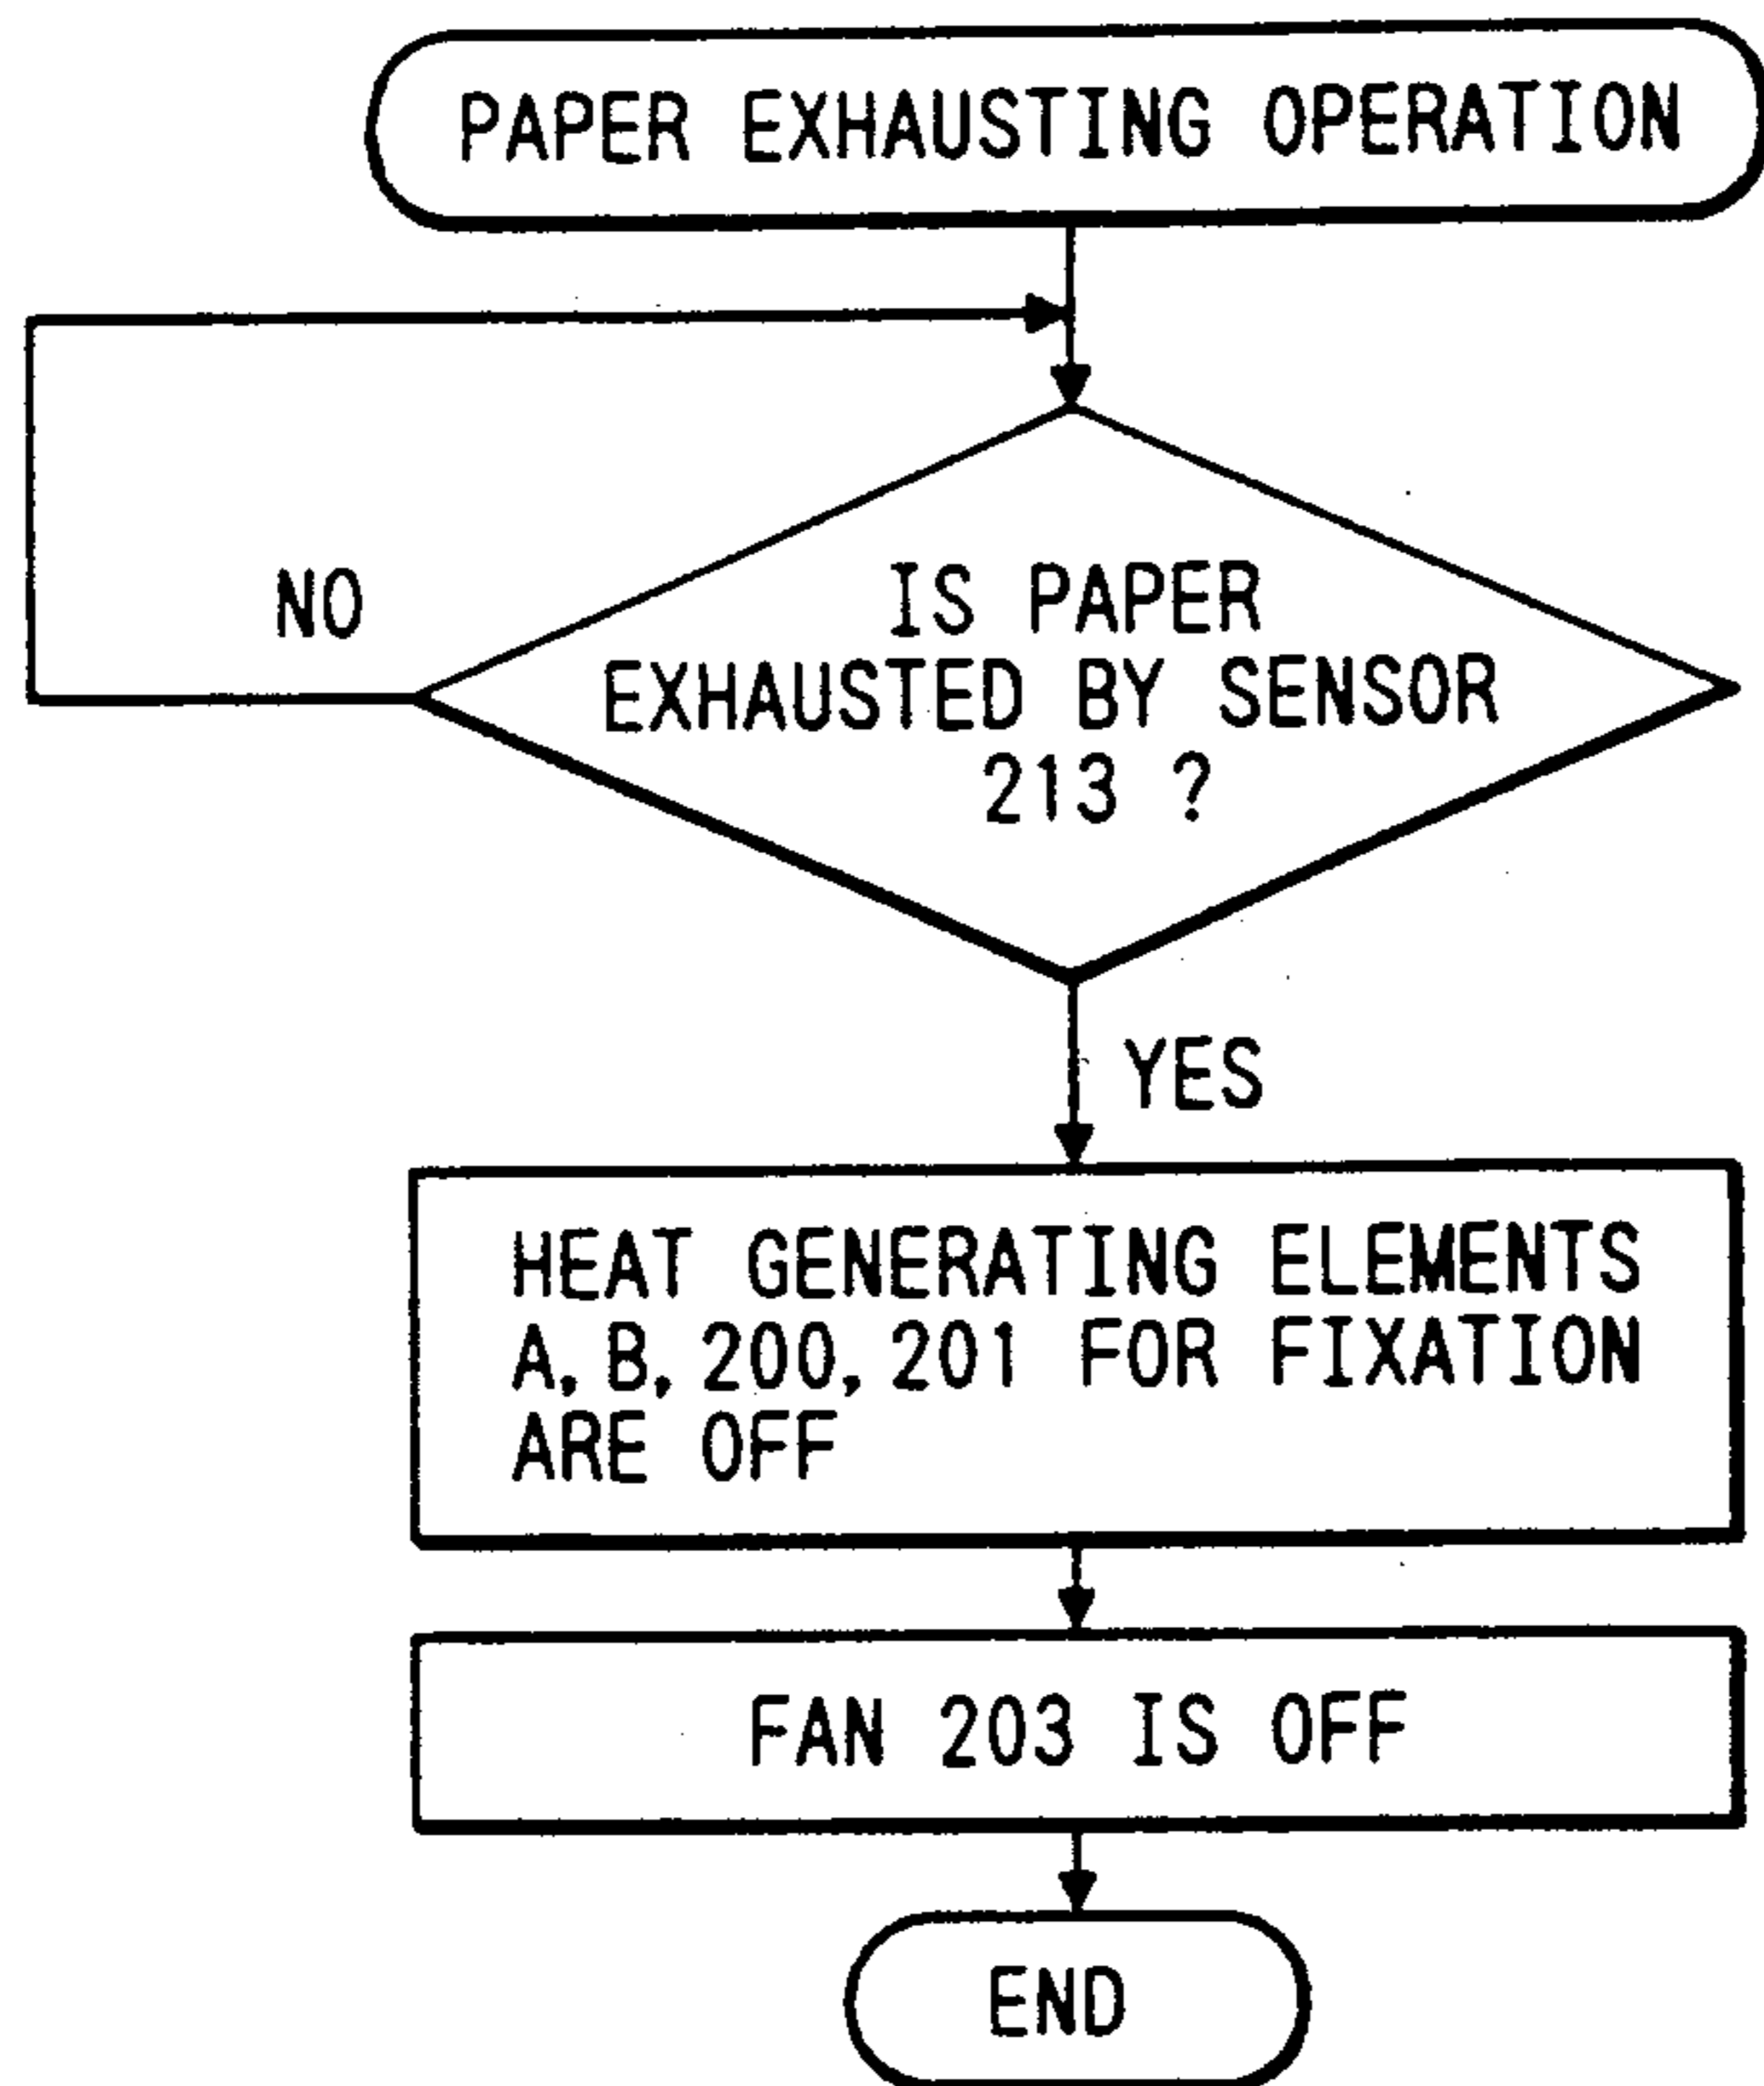 PAPER EXHAUSTING OPERATION
NO
IS PAPER
EXHAUSTED BY SENSOR
213 ?
YES
HEAT GENERATING ELEMENTS
A, B, 200, 201 FOR FIXATION
ARE OFF
FAN 203 IS OFF
END